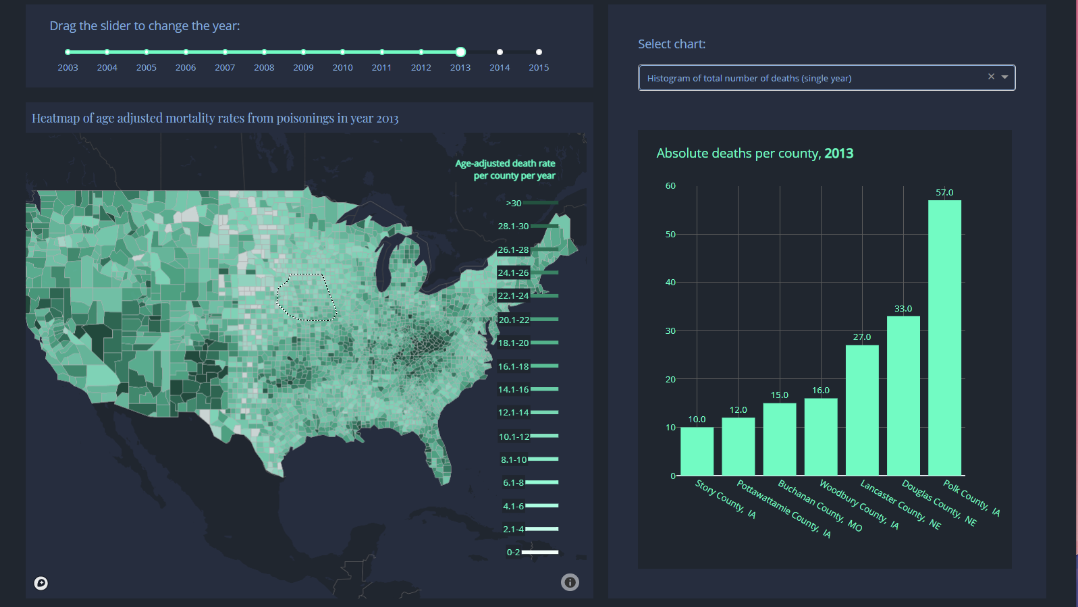 Drag the slider to change the year:
2003 2004 2005 2006 2007 2008 2009 2010 2011 2012 2013 2014 2015
Heatmap of age adjusted mortality rates from poisonings in year 2013
Age-adjusted death rate
per county per year
>30
28.1-30
26.1-28
24.1-26
22.1-24
20.1-22
18.1-20
16.1-18
14.1-16
12.1-14
10.1-12
8.1-10
6.1-8
4.1-6
2.1-4
0-2
Select chart:
Histogram of total number of deaths (single year)
Absolute deaths per county, 2013
60
50
40
30
20
10
0
10.0
12.0
15.0
16.0
27.0
33.0
57.0
Story County, IA
Pottawattamie County, IA
Buchanan County, MO
Woodbury County, IA
Lancaster County, NE
Douglas County, NE
Polk County, IA